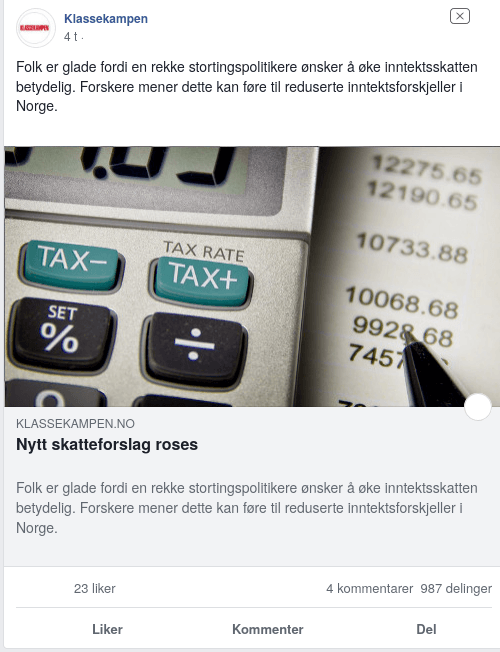 KLASSEKAMPEN
Klassekampen
4 t ·
Folk er glade fordi en rekke stortingspolitikere ønsker å øke inntektsskatten
betydelig. Forskere mener dette kan føre til reduserte inntektsforskjeller i
Norge.
12275.65
12190.65
10733.88
10068.68
9928.68
TAX RATE
TAX− TAX+
SET
% ÷
KLASSEKAMPEN.NO
Nytt skatteforslag roses
Folk er glade fordi en rekke stortingspolitikere ønsker å øke inntektsskatten
betydelig. Forskere mener dette kan føre til reduserte inntektsforskjeller i
Norge.
23 liker 4 kommentarer 987 delinger
Liker Kommenter Del